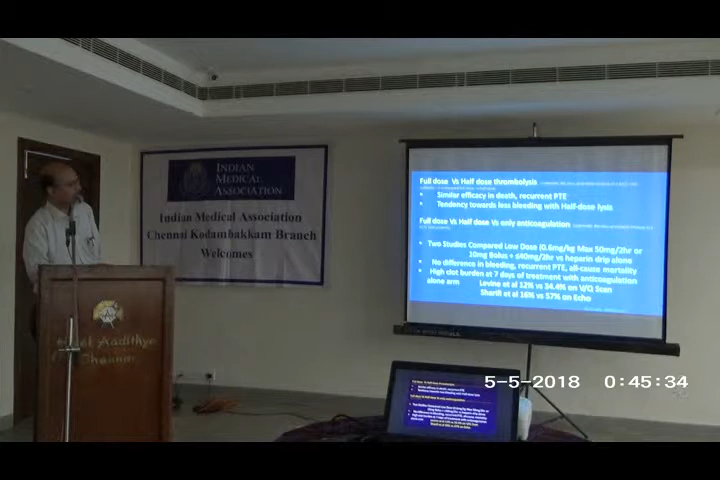 INDIAN
MEDICAL
ASSOCIATION
Indian Medical Association
Chennai Kodambakkam Branch
Welcomes
Full dose Vs Half dose thrombolysis
Similar efficacy in death, recurrent PTE
Tendency towards less bleeding with Half-dose lysis
Full dose Vs Half dose Vs only anticoagulation
Two Studies Compared Low Dose (0.6mg/kg Max 50mg/2hr or
10mg Bolus + ≤40mg/2hr vs heparin drip alone
No difference in bleeding, recurrent PTE, all-cause mortality
High clot burden at 7 days of treatment with anticoagulation
alone arm Levine et al 12% vs 34.4% on V/Q Scan
Sharifi et al 16% vs 57% on Echo
Hotel Aadithya
Chennai
5-5-2018 0:45:34